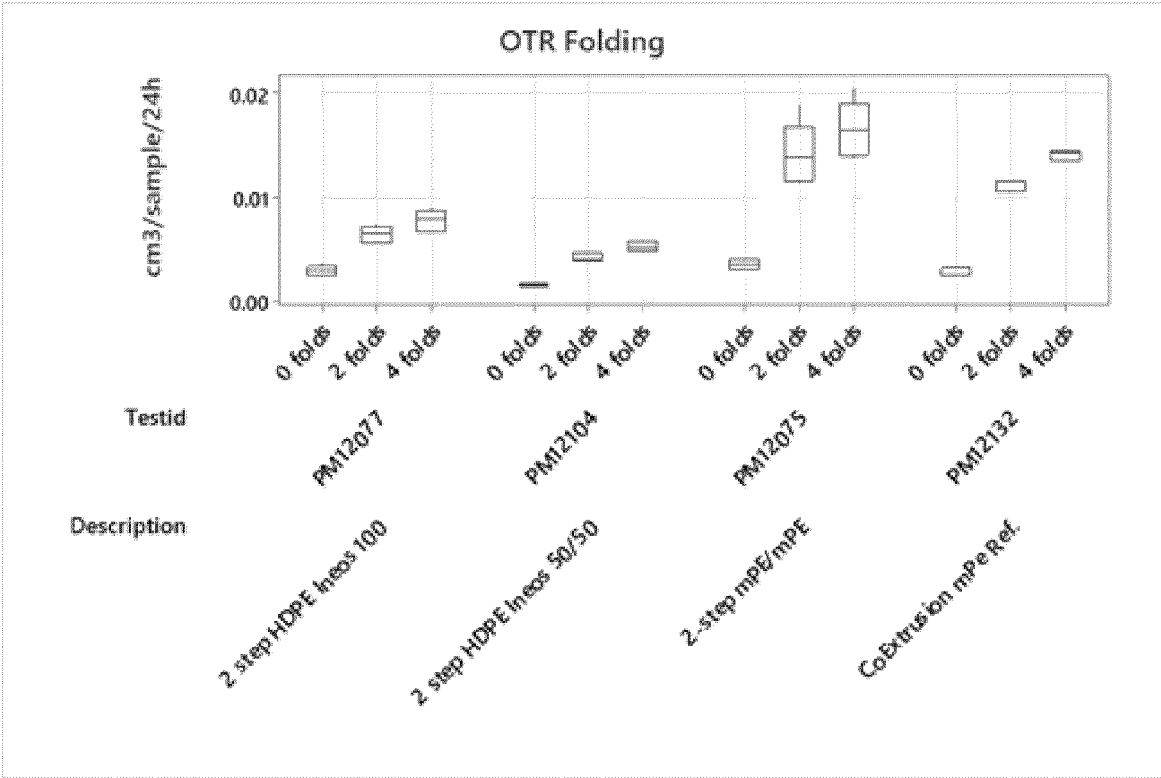 OTR Folding
cm3/sample/24h
0.02
0.01
0.00
0 folds 2 folds 4 folds 0 folds 2 folds 4 folds 0 folds 2 folds 4 folds 0 folds 2 folds 4 folds
Testid PM12077 PM12104 PM12075 PM12132
Description 2 step HDPE Ineos 100 2 step HDPE Ineos 50/50 2-step mPE/mPE CoExtrusion mPe Ref.